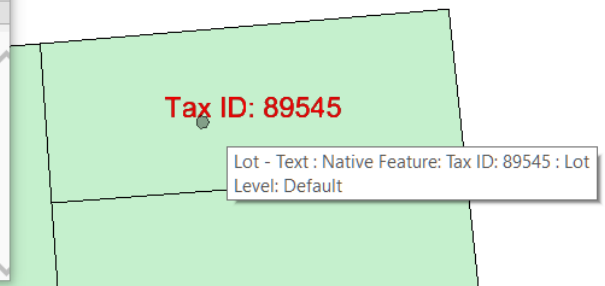 Tax ID: 89545
Lot - Text : Native Feature: Tax ID: 89545 : Lot
Level: Default